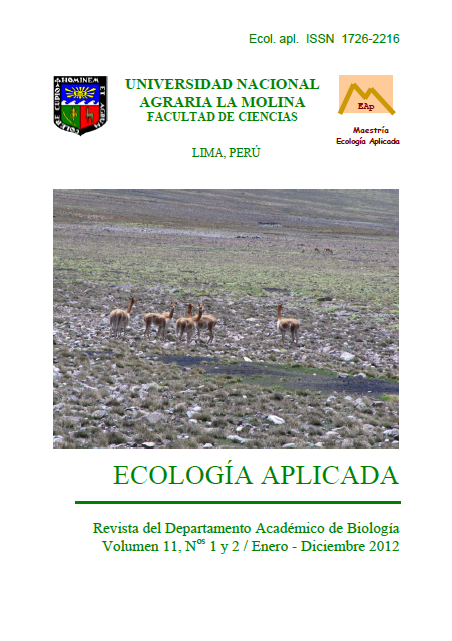 Ecol. apl. ISSN 1726-2216
UNIVERSIDAD NACIONAL
AGRARIA LA MOLINA
FACULTAD DE CIENCIAS
LIMA, PERÚ
EAp
Maestría
Ecología Aplicada
ECOLOGÍA APLICADA
Revista del Departamento Académico de Biología
Volumen 11, Nos 1 y 2 / Enero - Diciembre 2012